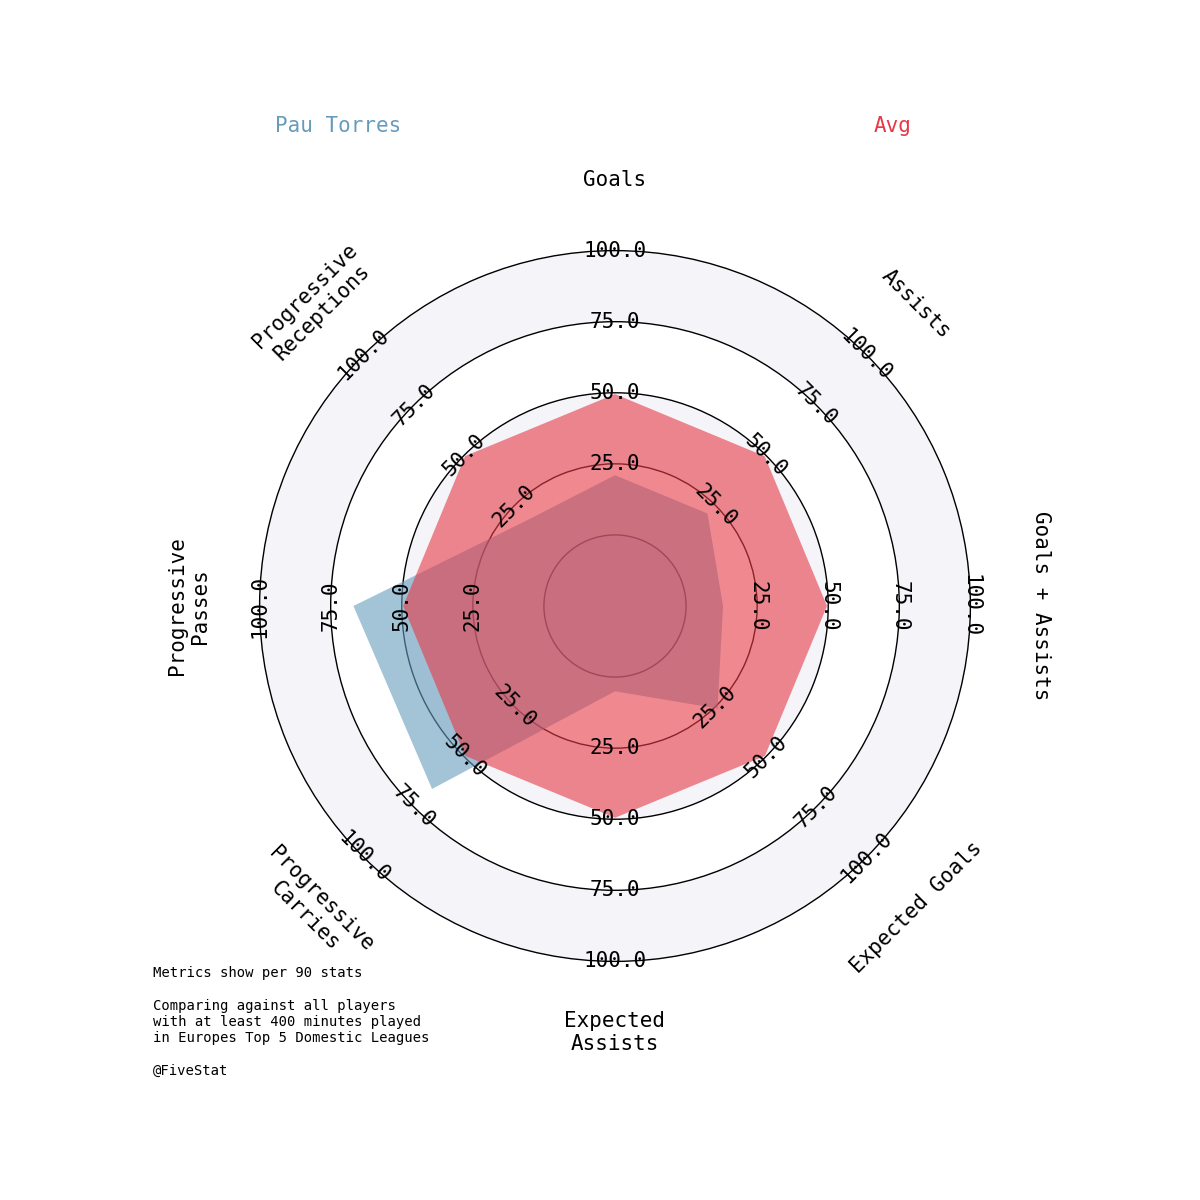 Pau Torres
Avg
Goals
Assists
Goals + Assists
Expected Goals
Expected
Assists
Progressive
Carries
Progressive
Passes
Progressive
Receptions
25.0
50.0
75.0
100.0
25.0
50.0
75.0
100.0
25.0
50.0
75.0
100.0
25.0
50.0
75.0
100.0
25.0
50.0
75.0
100.0
25.0
50.0
75.0
100.0
25.0
50.0
75.0
100.0
25.0
50.0
75.0
100.0
Metrics show per 90 stats
Comparing against all players
with at least 400 minutes played
in Europes Top 5 Domestic Leagues
@FiveStat